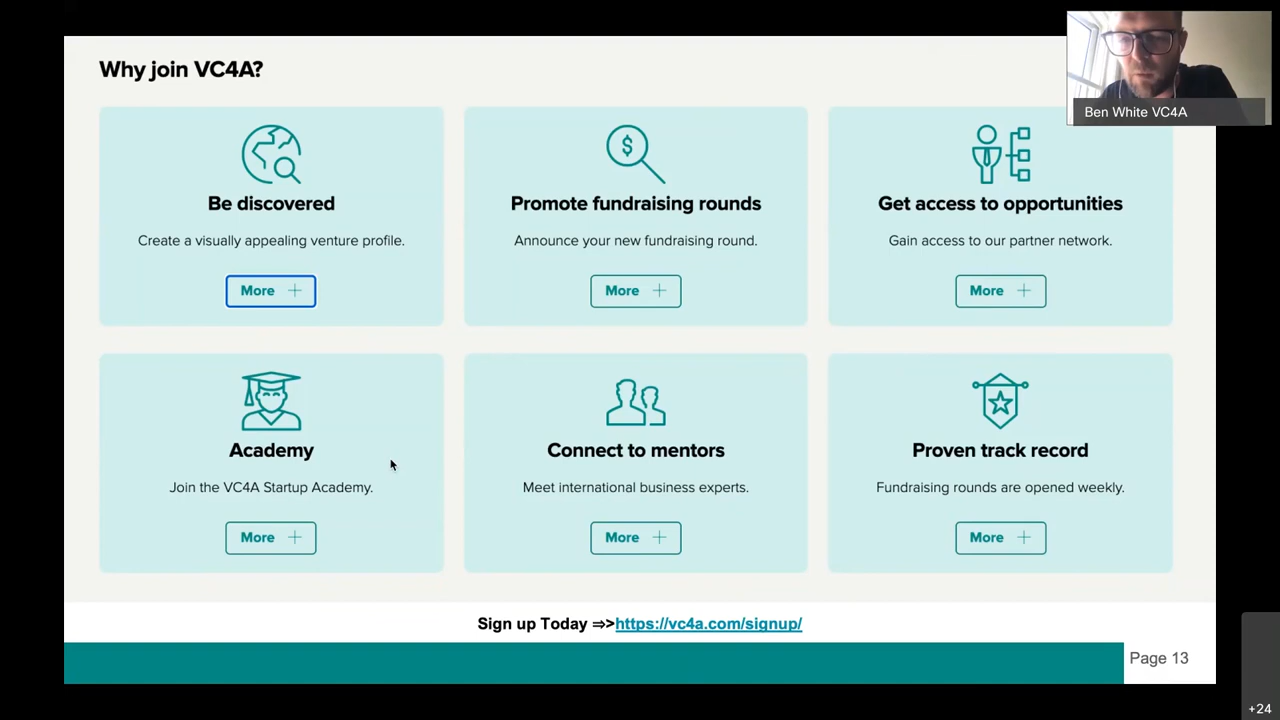 Why join VC4A?
Ben White VC4A
Be discovered
Create a visually appealing venture profile.
More
Promote fundraising rounds
Announce your new fundraising round.
More
Get access to opportunities
Gain access to our partner network.
More
Academy
Join the VC4A Startup Academy.
More
Connect to mentors
Meet international business experts.
More
Proven track record
Fundraising rounds are opened weekly.
More
Sign up Today =>>https://vc4a.com/signup/
Page 13
+24